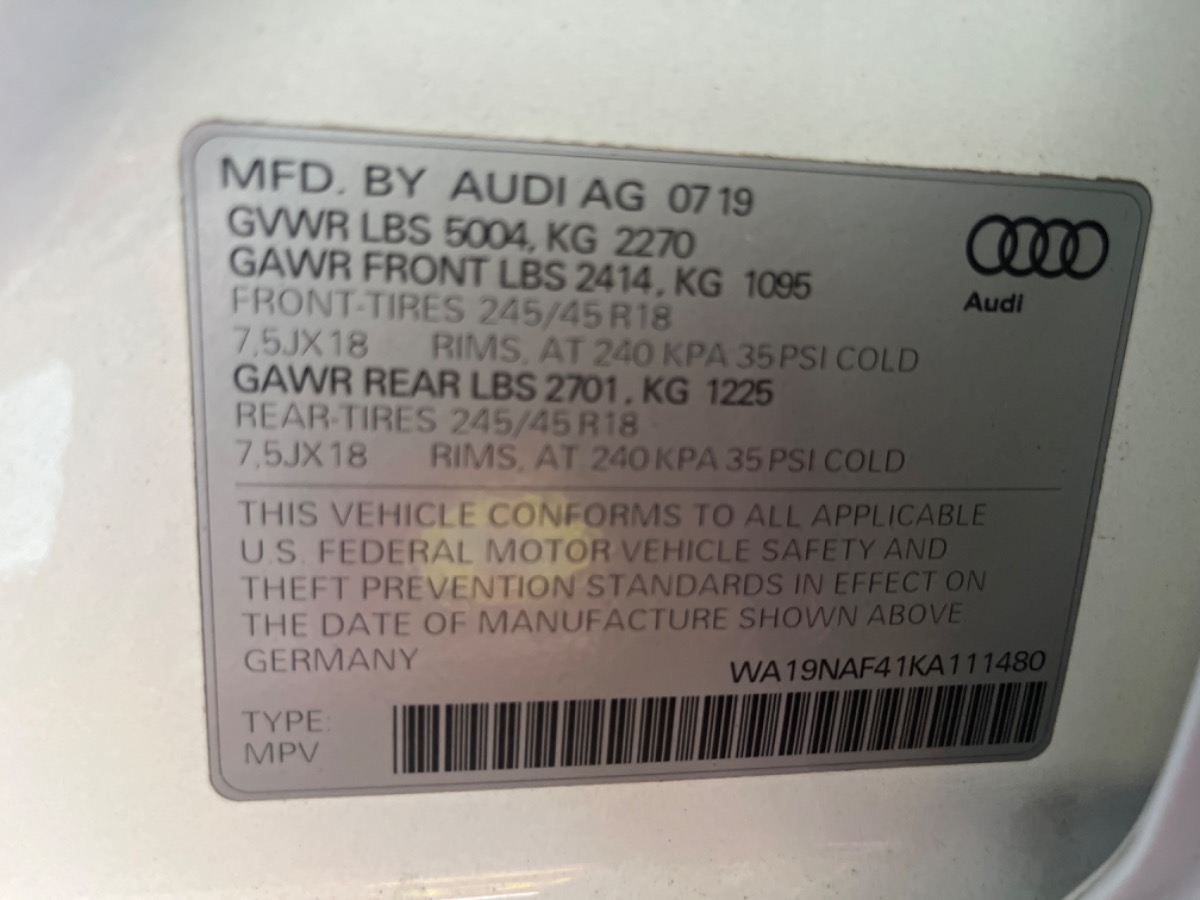 MFD. BY AUDI AG 07 19
GVWR LBS 5004, KG 2270
GAWR FRONT LBS 2414, KG 1095
FRONT-TIRES 245/45 R18
7,5JX18 RIMS, AT 240 KPA 35 PSI COLD
GAWR REAR LBS 2701, KG 1225
REAR-TIRES 245/45 R18
7,5JX18 RIMS, AT 240 KPA 35 PSI COLD
Audi
THIS VEHICLE CONFORMS TO ALL APPLICABLE
U.S. FEDERAL MOTOR VEHICLE SAFETY AND
THEFT PREVENTION STANDARDS IN EFFECT ON
THE DATE OF MANUFACTURE SHOWN ABOVE
GERMANY WA19NAF41KA111480
TYPE:
MPV